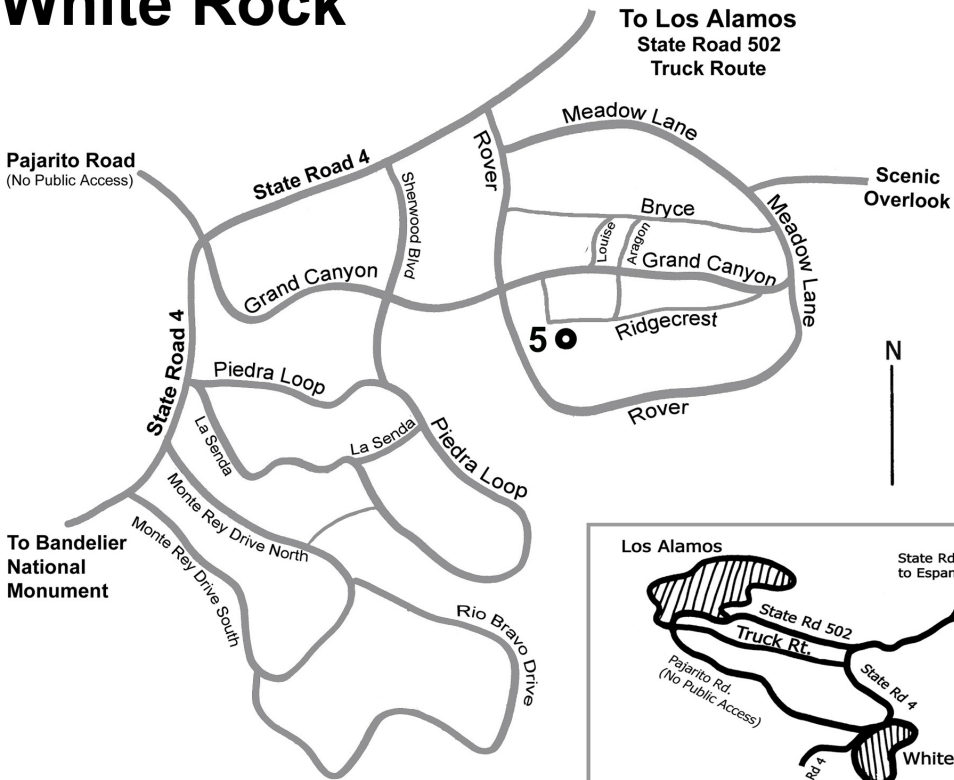 White Rock
To Los Alamos
State Road 502
Truck Route
Meadow Lane
Rover
Pajarito Road
(No Public Access)
State Road 4
Sherwood Blvd
Scenic
Overlook
Meadow Lane
Bryce
Louise
Aragon
Grand Canyon
Grand Canyon
Ridgecrest
5
N
State Road 4
Piedra Loop
Rover
La Senda
La Senda
Piedra Loop
Monte Rey Drive North
Monte Rey Drive South
To Bandelier
National
Monument
Rio Bravo Drive
Los Alamos
State Rd
to Espan
State Rd 502
Truck Rt.
Pajarito Rd.
(No Public Access)
State Rd 4
White
Rd 4